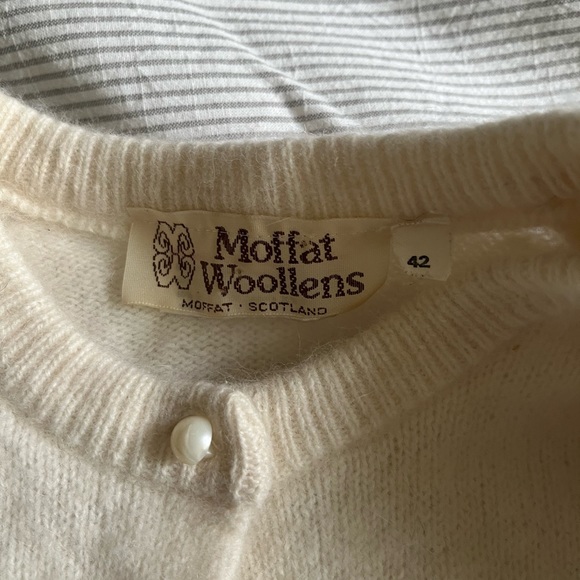 Moffat
Woollens
MOFFAT · SCOTLAND
42